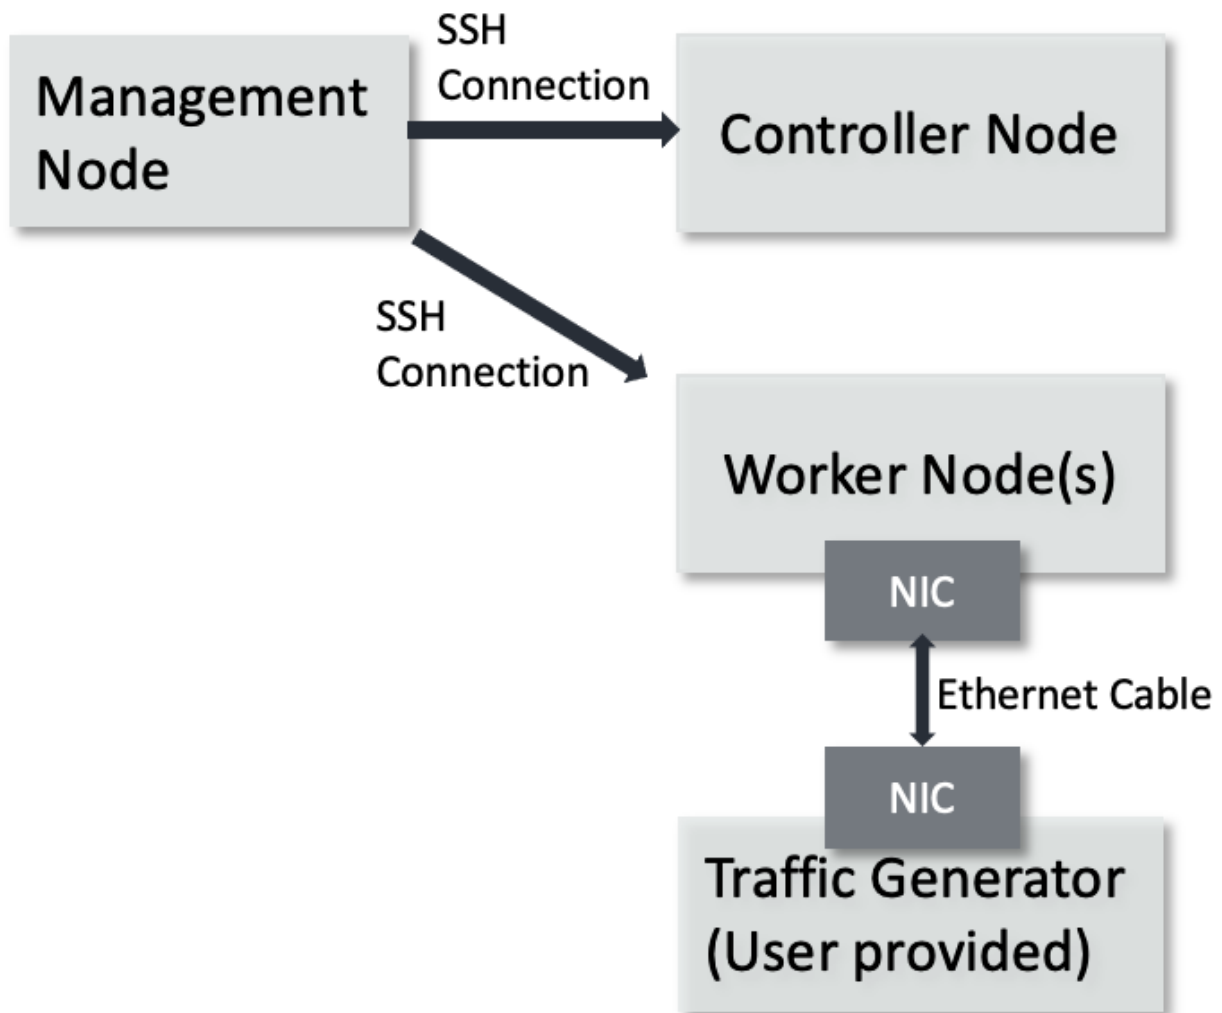 SSH
Connection
Management
Node
Controller Node
SSH
Connection
Worker Node(s)
NIC
Ethernet Cable
NIC
Traffic Generator
(User provided)